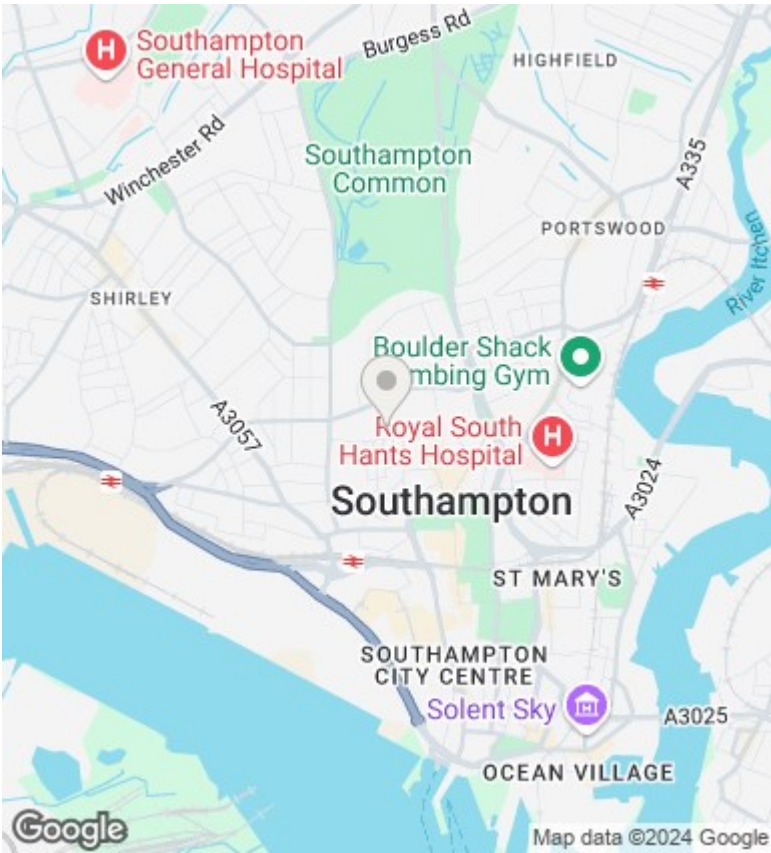 Burgess Rd
Southampton
General Hospital
HIGHFIELD
Winchester Rd
Southampton
Common
A335
PORTSWOOD
River Itchen
SHIRLEY
Boulder Shack
mbing Gym
A3057
Royal South
Hants Hospital
A3024
Southampton
ST MARY'S
SOUTHAMPTON
CITY CENTRE
Solent Sky
A3025
OCEAN VILLAGE
Google
Map data ©2024 Google